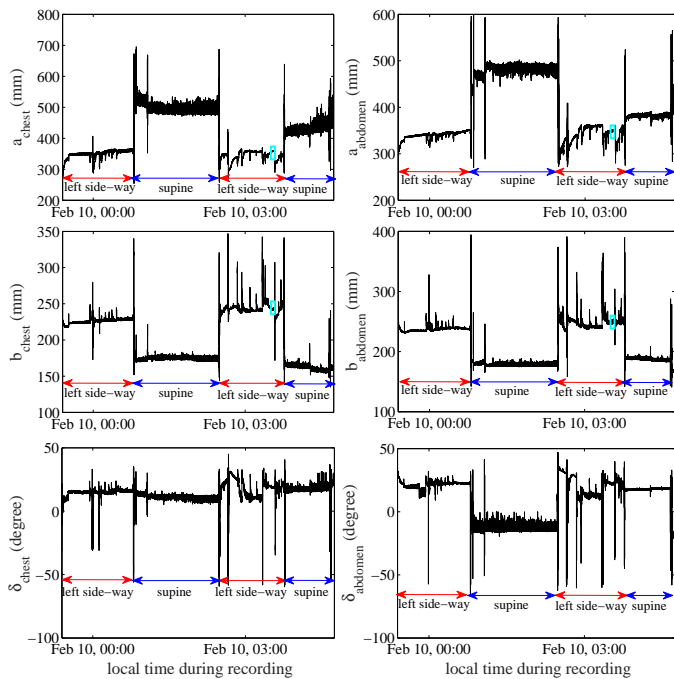 800
700
600
500
400
300
200
a_chest (mm)
left side-way supine left side-way supine
Feb 10, 00:00 Feb 10, 03:00
600
500
400
300
200
a_abdomen (mm)
left side-way supine left side-way supine
Feb 10, 00:00 Feb 10, 03:00
350
300
250
200
150
100
b_chest (mm)
left side-way supine left side-way supine
Feb 10, 00:00 Feb 10, 03:00
400
300
200
100
b_abdomen (mm)
left side-way supine left side-way supine
Feb 10, 00:00 Feb 10, 03:00
50
0
−50
−100
δ_chest (degree)
left side-way supine left side-way supine
Feb 10, 00:00 Feb 10, 03:00
local time during recording
50
0
−50
−100
δ_abdomen (degree)
left side-way supine left side-way supine
Feb 10, 00:00 Feb 10, 03:00
local time during recording